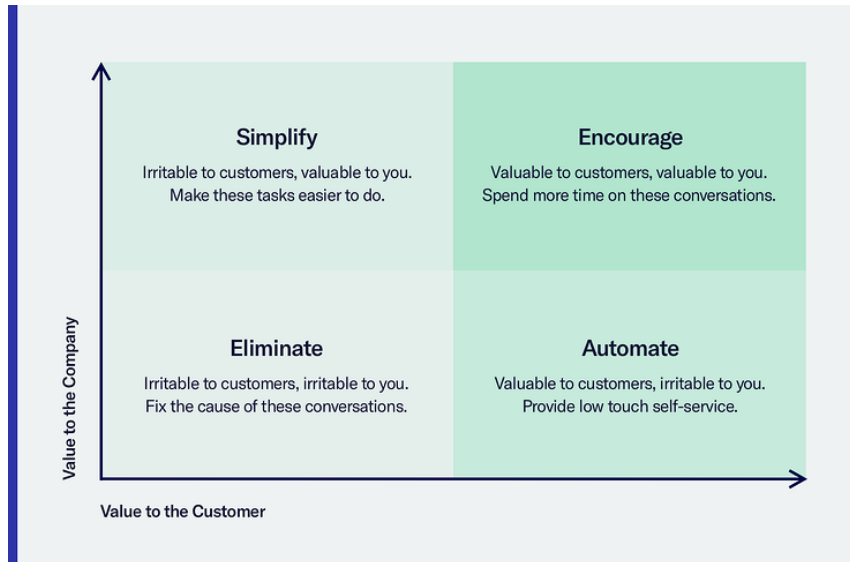 Simplify
Irritable to customers, valuable to you.
Make these tasks easier to do.
Encourage
Valuable to customers, valuable to you.
Spend more time on these conversations.
Eliminate
Irritable to customers, irritable to you.
Fix the cause of these conversations.
Automate
Valuable to customers, irritable to you.
Provide low touch self-service.
Value to the Company
Value to the Customer